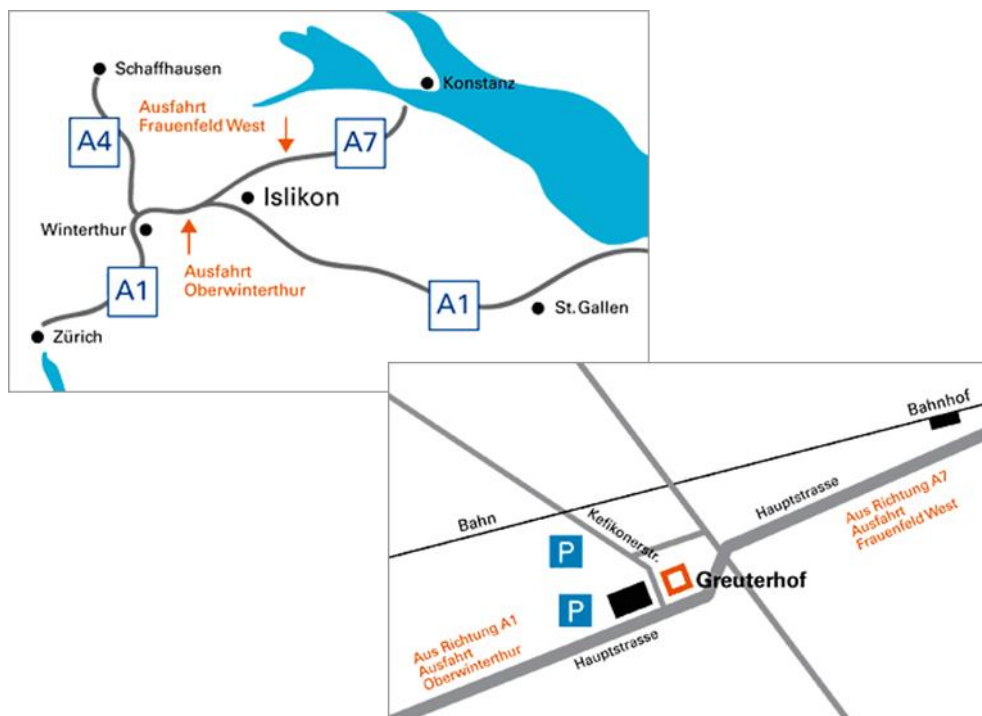 Schaffhausen
Konstanz
Ausfahrt
Frauenfeld West
A4
A7
Islikon
Winterthur
Ausfahrt
Oberwinterthur
A1
A1
St.Gallen
Zürich
Bahnhof
Hauptstrasse
Aus Richtung A7
Ausfahrt
Frauenfeld West
Bahn
Kefikonerstr.
P
Greuterhof
P
Aus Richtung A1
Ausfahrt
Oberwinterthur
Hauptstrasse